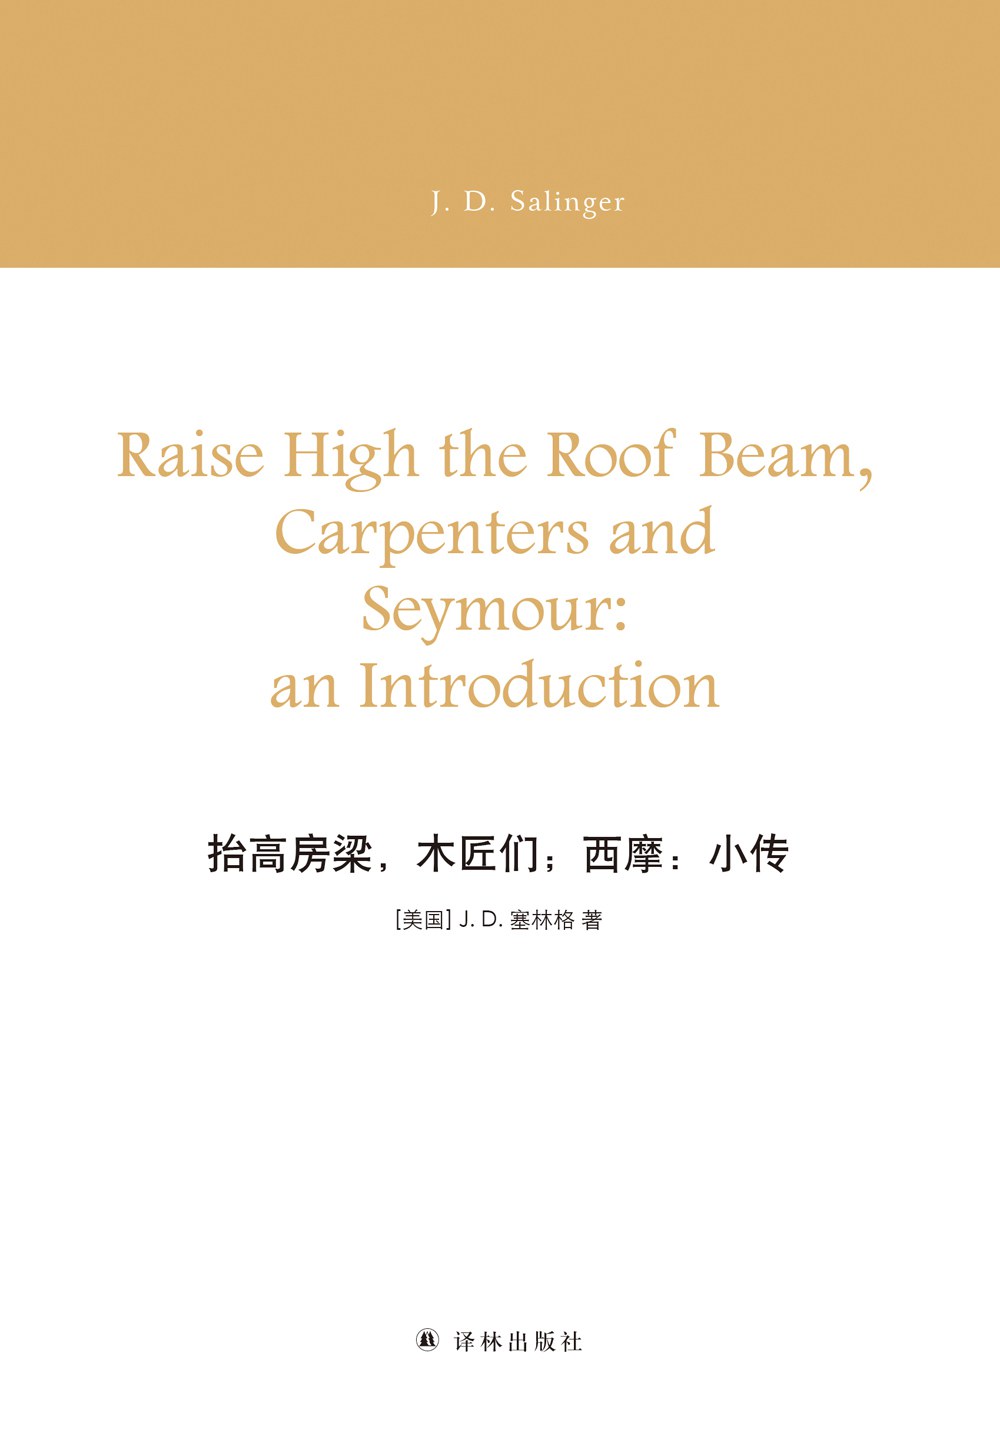 J. D. Salinger
Raise High the Roof Beam,
Carpenters and
Seymour:
an Introduction
抬高房梁，木匠们；西摩：小传
[美国] J. D. 塞林格 著
译林出版社